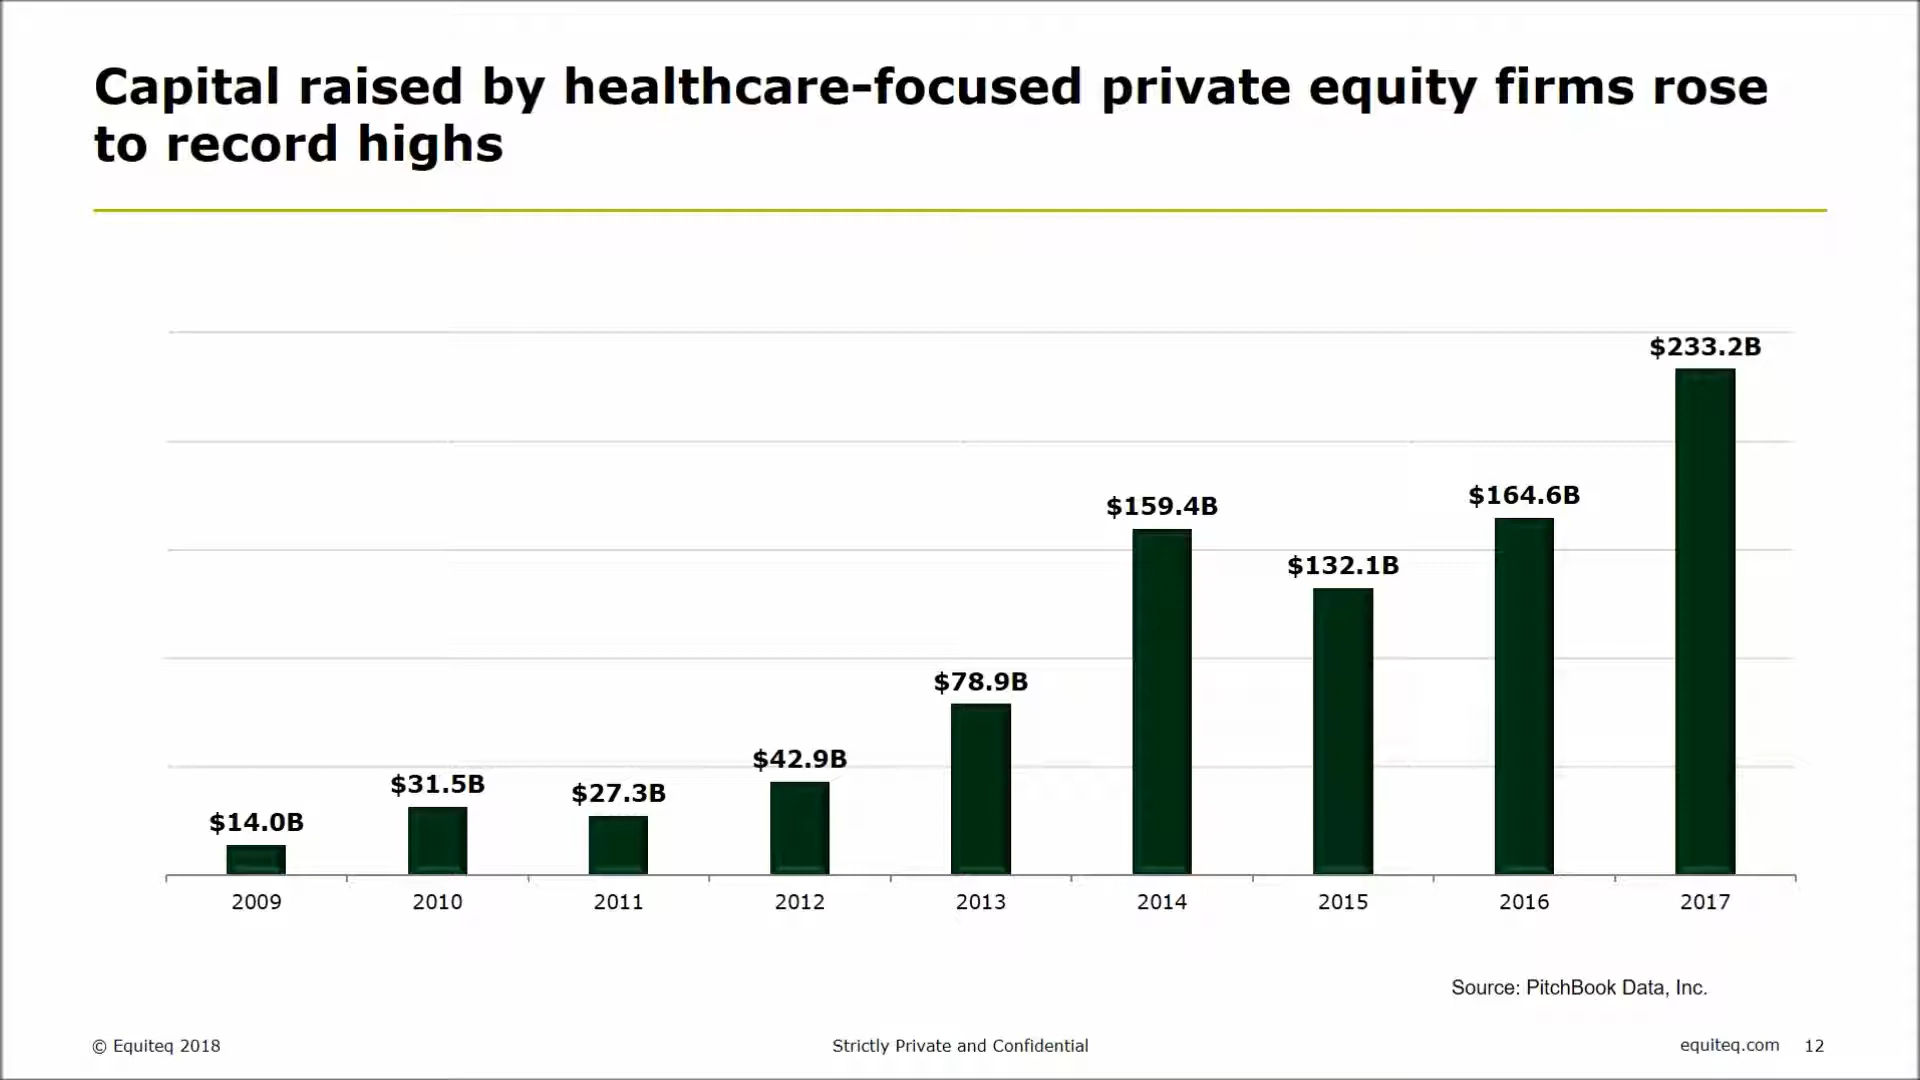 Capital raised by healthcare-focused private equity firms rose
to record highs
$233.2B
$164.6B
$159.4B
$132.1B
$78.9B
$42.9B
$31.5B
$27.3B
$14.0B
2009 2010 2011 2012 2013 2014 2015 2016 2017
Source: PitchBook Data, Inc.
© Equiteq 2018 Strictly Private and Confidential equiteq.com 12